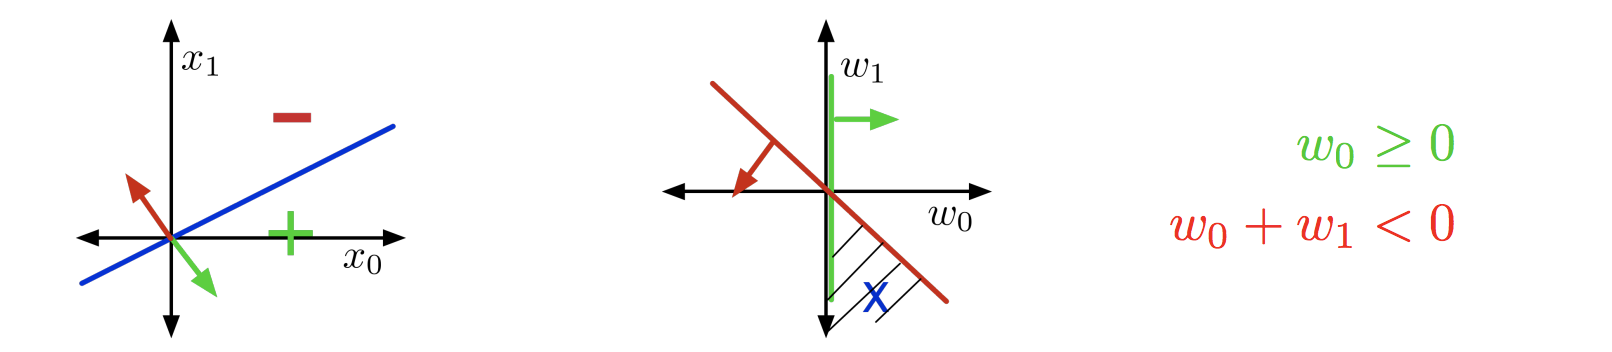 x₁
−
+
x₀
w₁
w₀
X
w₀ ≥ 0
w₀ + w₁ < 0